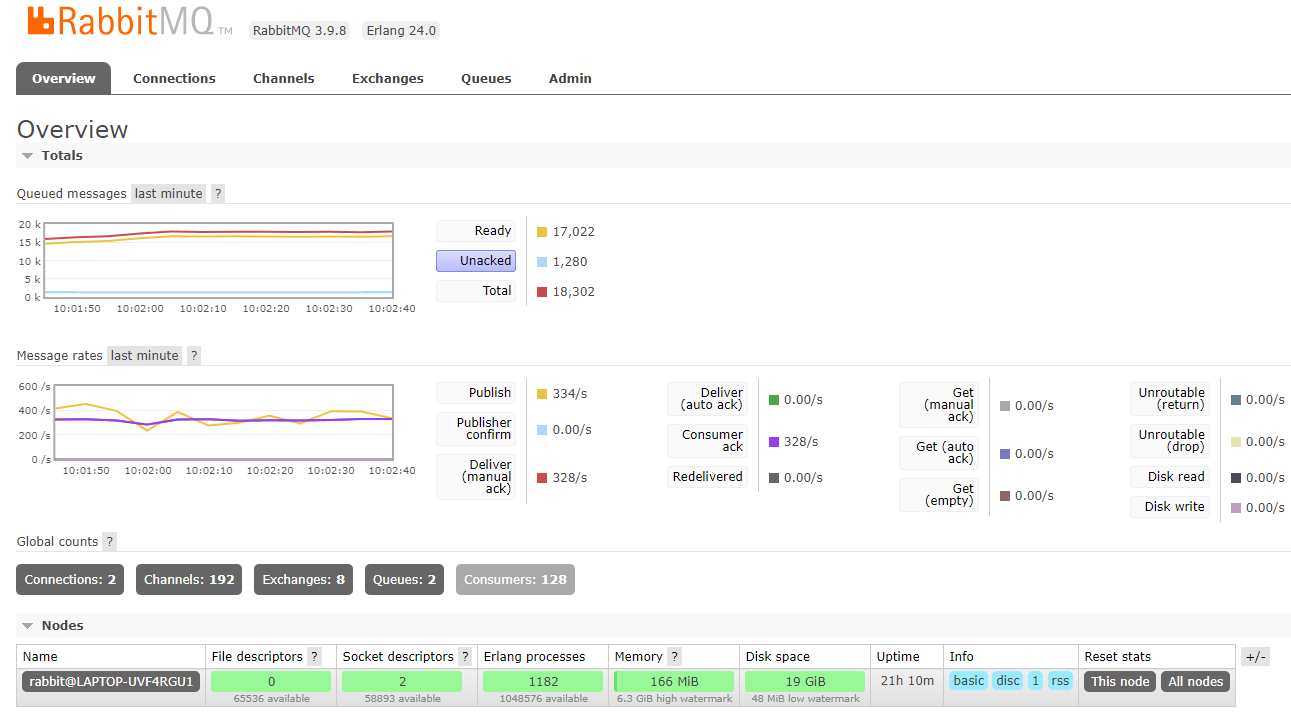 RabbitMQ TM RabbitMQ 3.9.8 Erlang 24.0
Overview Connections Channels Exchanges Queues Admin
Overview
Totals
Queued messages last minute ?
20 k
15 k
10 k
5 k
0 k
10:01:50 10:02:00 10:02:10 10:02:20 10:02:30 10:02:40
Ready 17,022
Unacked 1,280
Total 18,302
Message rates last minute ?
600 /s
400 /s
200 /s
0 /s
10:01:50 10:02:00 10:02:10 10:02:20 10:02:30 10:02:40
Publish 334/s
Publisher
confirm 0.00/s
Deliver
(manual
ack) 328/s
Deliver
(auto ack) 0.00/s
Consumer
ack 328/s
Redelivered 0.00/s
Get
(manual
ack) 0.00/s
Get (auto
ack) 0.00/s
Get
(empty) 0.00/s
Unroutable
(return) 0.00/s
Unroutable
(drop) 0.00/s
Disk read 0.00/s
Disk write 0.00/s
Global counts ?
Connections: 2 Channels: 192 Exchanges: 8 Queues: 2 Consumers: 128
Nodes
Name File descriptors ? Socket descriptors ? Erlang processes Memory ? Disk space Uptime Info Reset stats +/-
rabbit@LAPTOP-UVF4RGU1 0 2 1182 166 MiB 19 GiB 21h 10m basic disc 1 rss This node All nodes
65536 available 58893 available 1048576 available 6.3 GiB high watermark 48 MiB low watermark